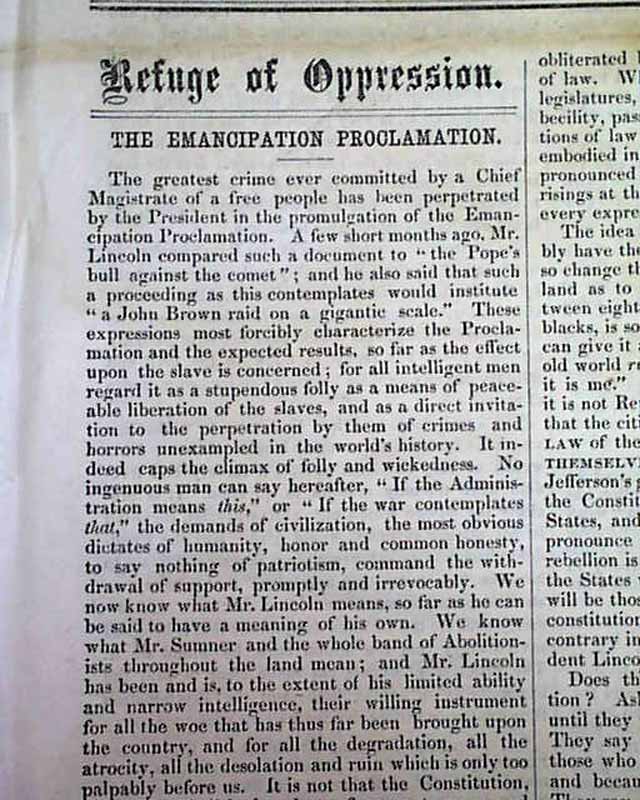 Refuge of Oppression.
THE EMANCIPATION PROCLAMATION.
The greatest crime ever committed by a Chief
Magistrate of a free people has been perpetrated
by the President in the promulgation of the Eman-
cipation Proclamation. A few short months ago, Mr.
Lincoln compared such a document to "the Pope's
bull against the comet"; and he also said that such
a proceeding as this contemplates would institute
"a John Brown raid on a gigantic scale." These
expressions most forcibly characterize the Procla-
mation and the expected results, so far as the effect
upon the slave is concerned; for all intelligent men
regard it as a stupendous folly as a means of peace-
able liberation of the slaves, and as a direct invita-
tion to the perpetration by them of crimes and
horrors unexampled in the world's history. It in-
deed caps the climax of folly and wickedness. No
ingenuous man can say hereafter, "If the Adminis-
tration means this," or "If the war contemplates
that," the demands of civilization, the most obvious
dictates of humanity, honor and common honesty,
to say nothing of patriotism, command the with-
drawal of support, promptly and irrevocably. We
now know what Mr. Lincoln means, so far as he can
be said to have a meaning of his own. We know
what Mr. Sumner and the whole band of Abolition-
ists throughout the land mean; and Mr. Lincoln
has been and is, to the extent of his limited ability
and narrow intelligence, their willing instrument
for all the woe that has thus far been brought upon
the country, and for all the degradation, all the
atrocity, all the desolation and ruin which is only too
palpably before us. It is not that the Constitution,
obliterated
of law.
legislatures,
becility, pas
tions of law
embodied in
pronounced
risings at th
every expre
The idea
bly have the
so change th
land as to
tween eight
blacks, is so
can give it
old world
it is me."
it is not Re
that the citi
LAW of the
THEMSELV
Jefferson's
the Constit
States, and
pronounce
rebellion is
the States
will be thos
constitution
contrary in
dent Linco
Does th
tion? As
until they
They say
those who
and becau